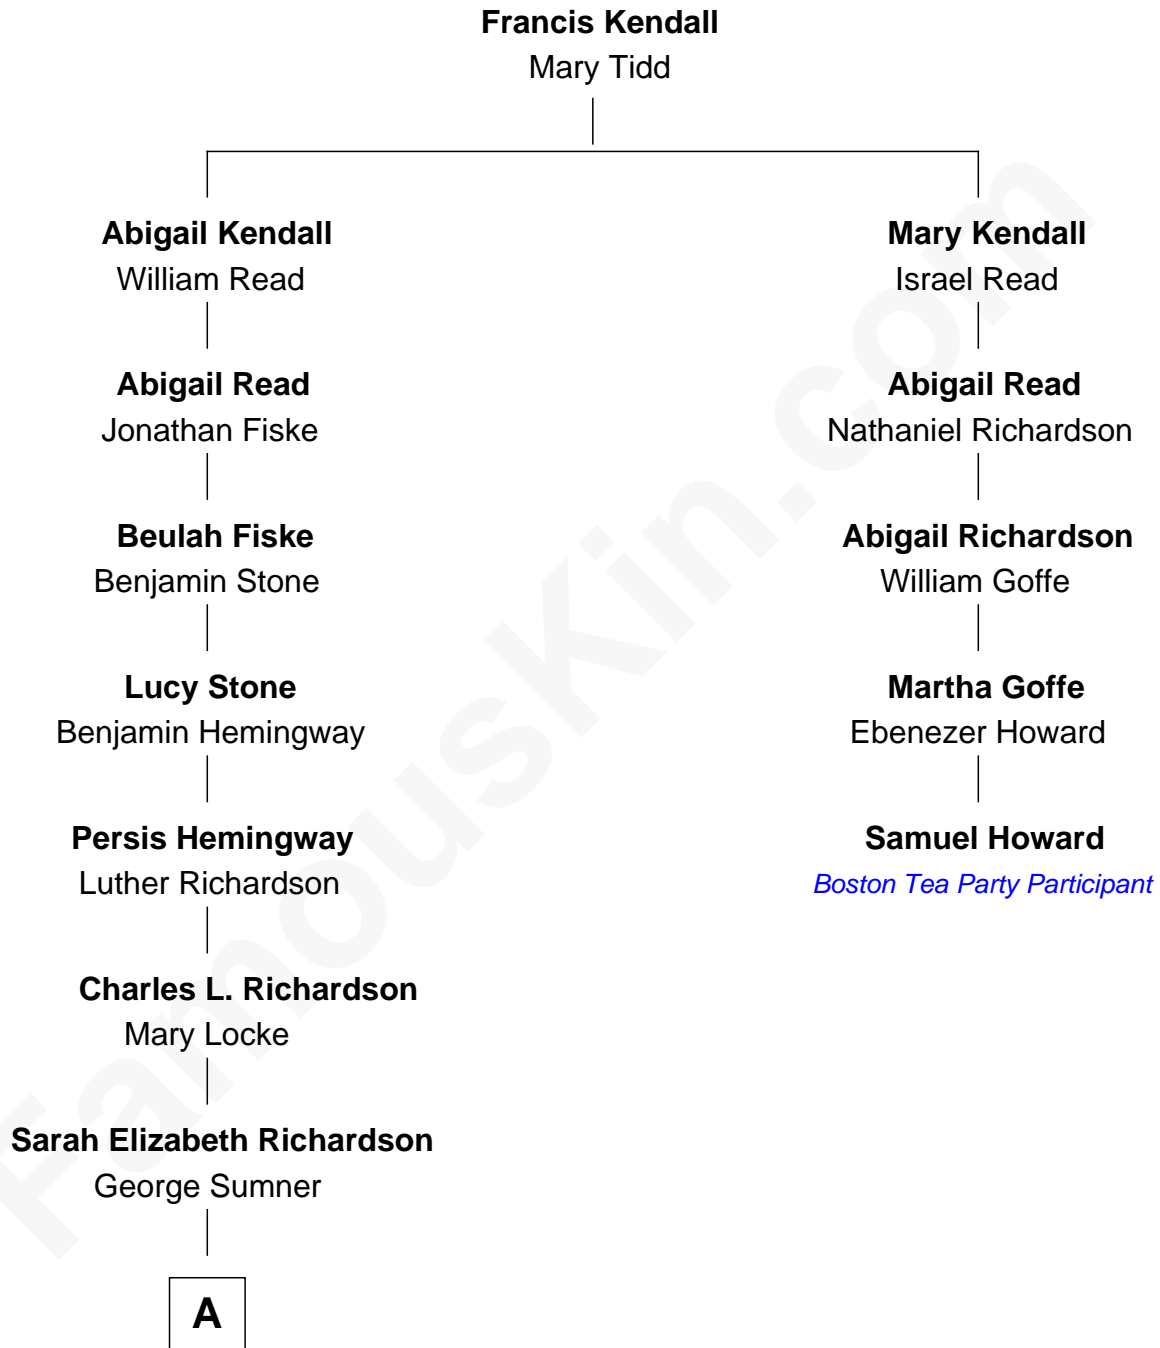 Francis Kendall
Mary Tidd
Abigail Kendall
William Read
Mary Kendall
Israel Read
Abigail Read
Jonathan Fiske
Abigail Read
Nathaniel Richardson
Beulah Fiske
Benjamin Stone
Abigail Richardson
William Goffe
Lucy Stone
Benjamin Hemingway
Martha Goffe
Ebenezer Howard
Persis Hemingway
Luther Richardson
Samuel Howard
Boston Tea Party Participant
Charles L. Richardson
Mary Locke
Sarah Elizabeth Richardson
George Sumner
A
FamousKin.com